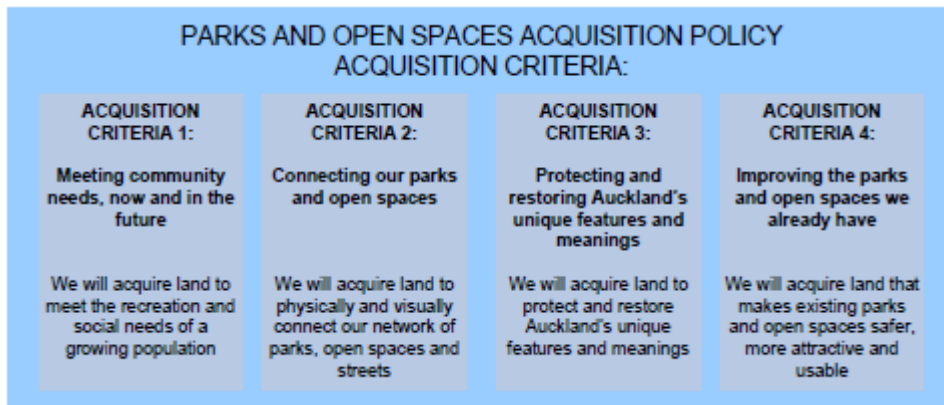 PARKS AND OPEN SPACES ACQUISITION POLICY
ACQUISITION CRITERIA:
ACQUISITION
CRITERIA 1:
Meeting community
needs, now and in the
future
We will acquire land to
meet the recreation and
social needs of a
growing population
ACQUISITION
CRITERIA 2:
Connecting our parks
and open spaces
We will acquire land to
physically and visually
connect our network of
parks, open spaces and
streets
ACQUISITION
CRITERIA 3:
Protecting and
restoring Auckland's
unique features and
meanings
We will acquire land to
protect and restore
Auckland's unique
features and meanings
ACQUISITION
CRITERIA 4:
Improving the parks
and open spaces we
already have
We will acquire land that
makes existing parks
and open spaces safer,
more attractive and
usable